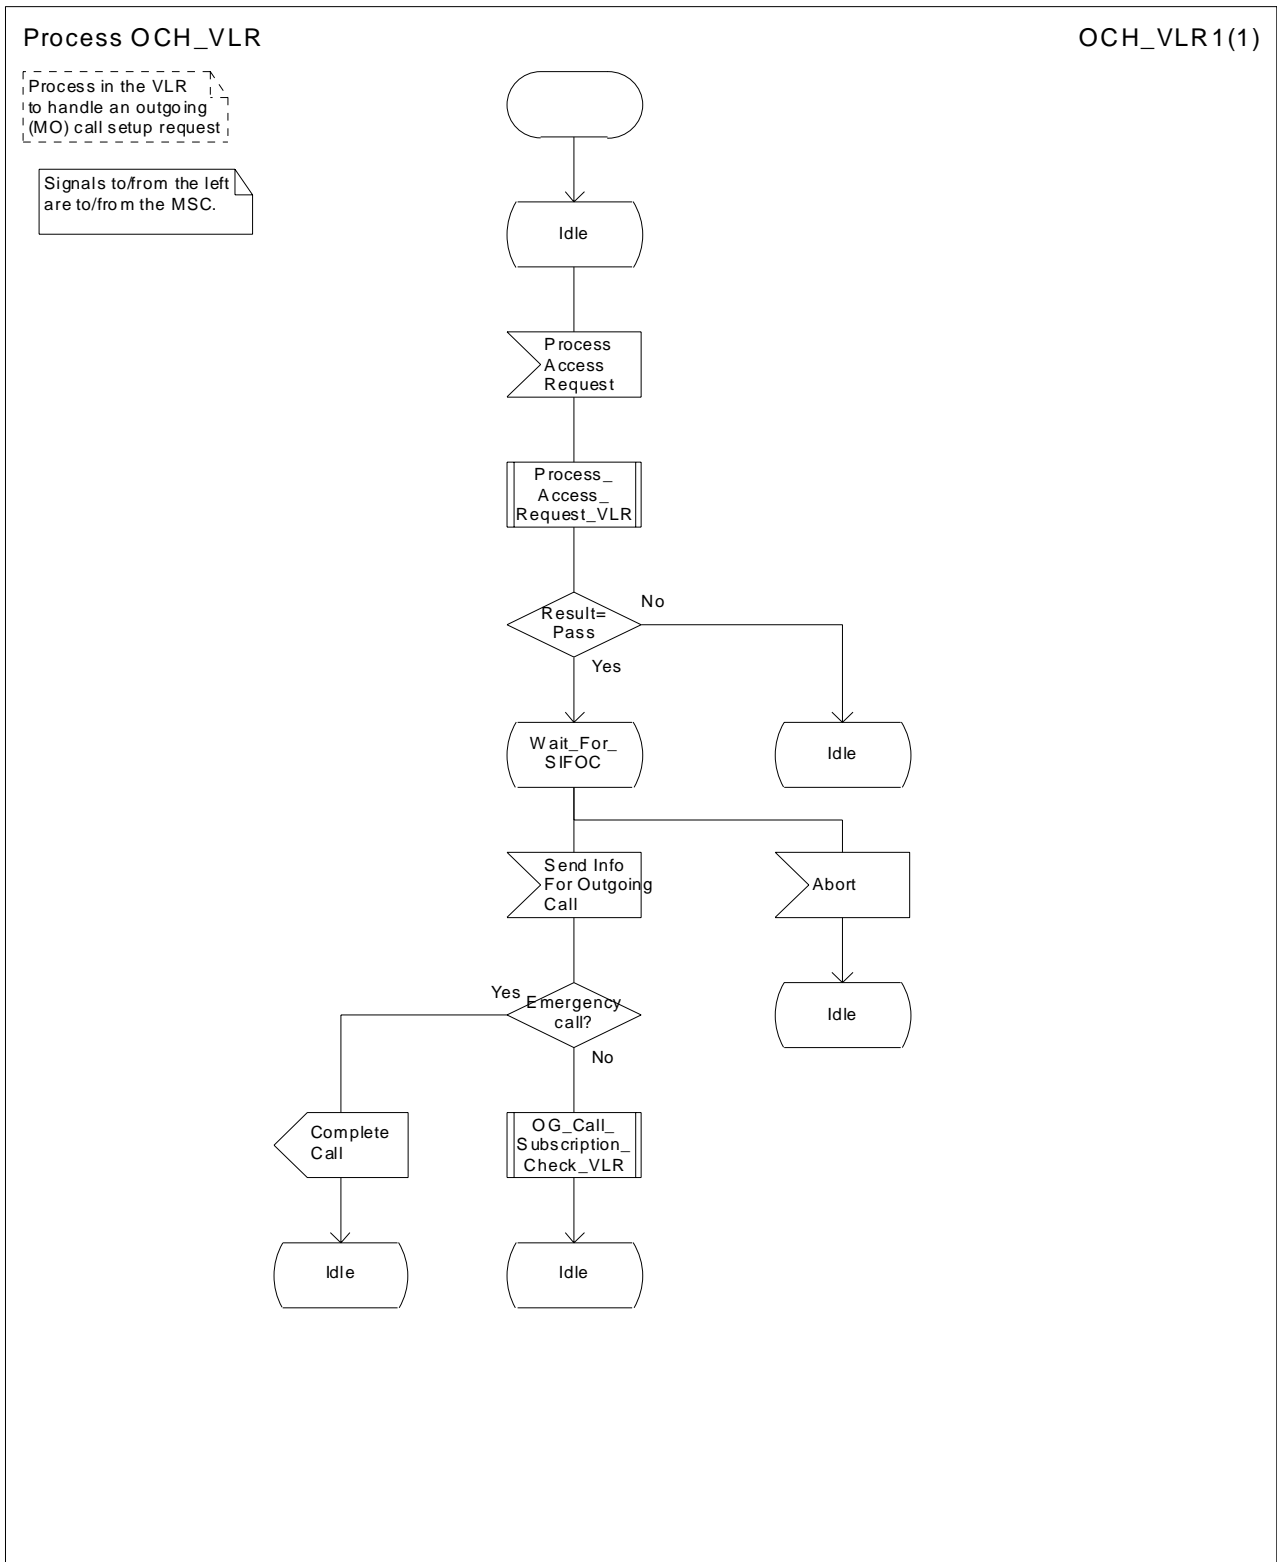 Process OCH_VLR
OCH_VLR1(1)
Process in the VLR
to handle an outgoing
(MO) call setup request
Signals to/from the left
are to/from the MSC.
Idle
Process
Access
Request
Process_
Access_
Request_VLR
Result=
Pass
No
Yes
Wait_For_
SIFOC
Idle
Send Info
For Outgoing
Call
Abort
Yes
Emergency
call?
No
Idle
Complete
Call
OG_Call_
Subscription_
Check_VLR
Idle
Idle